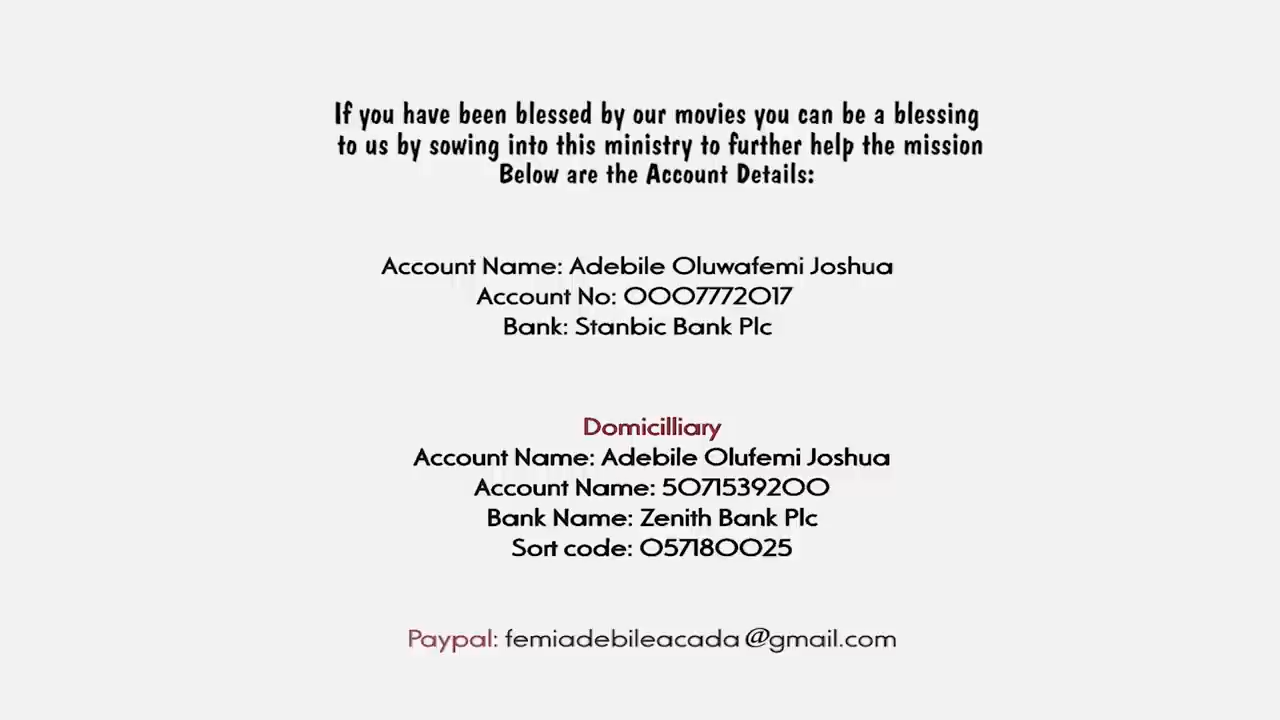 If you have been blessed by our movies you can be a blessing
to us by sowing into this ministry to further help the mission
Below are the Account Details:
Account Name: Adebile Oluwafemi Joshua
Account No: 0007772017
Bank: Stanbic Bank Plc
Domicilliary
Account Name: Adebile Olufemi Joshua
Account Name: 5071539200
Bank Name: Zenith Bank Plc
Sort code: 057180025
Paypal: femiadebileacada@gmail.com